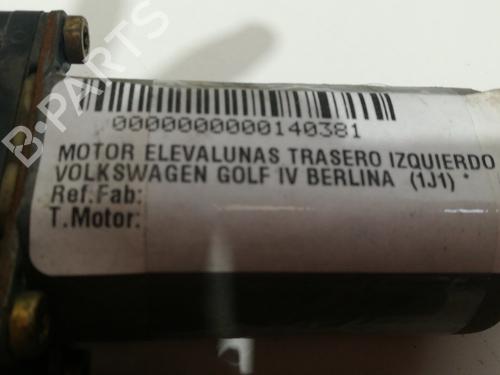 B-PARTS
0000000000140381
MOTOR ELEVALUNAS TRASERO IZQUIERDO
VOLKSWAGEN GOLF IV BERLINA (1J1) *
Ref.Fab:
T.Motor: